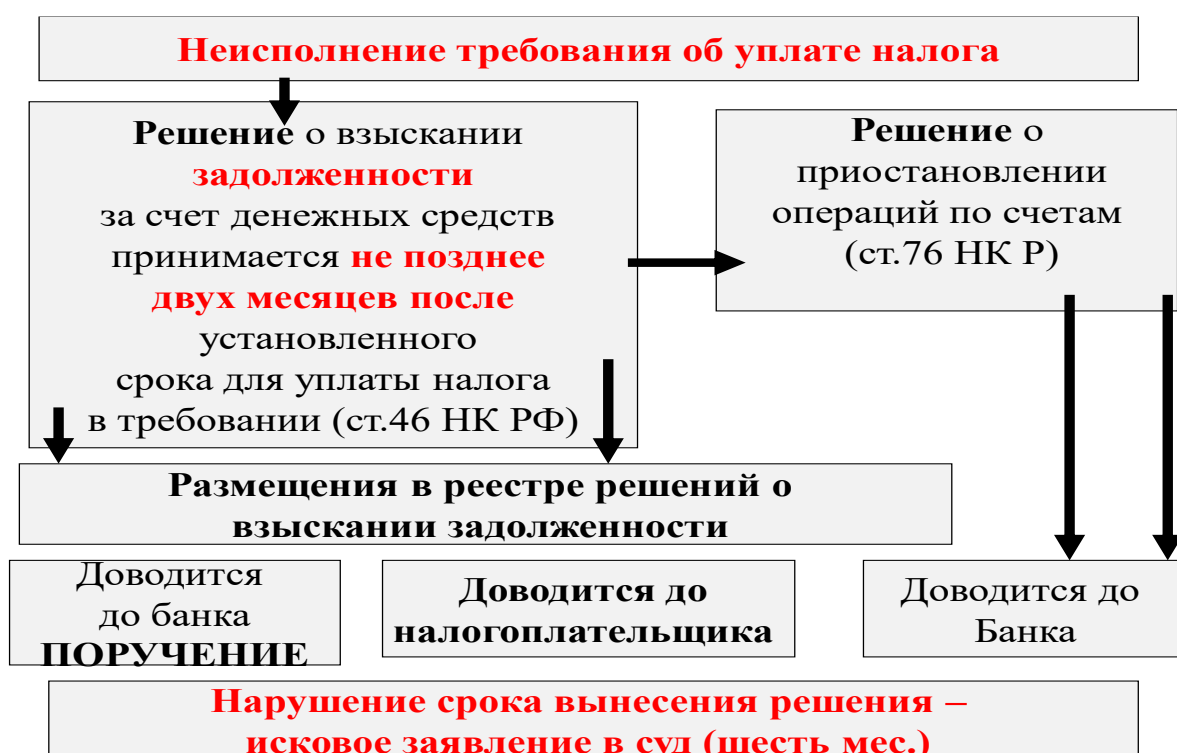 Неисполнение требования об уплате налога
Решение о взыскании
задолженности
за счет денежных средств
принимается не позднее
двух месяцев после
установленного
срока для уплаты налога
в требовании (ст.46 НК РФ)
Решение о
приостановлении
операций по счетам
(ст.76 НК Р)
Размещения в реестре решений о
взыскании задолженности
Доводится
до банка
ПОРУЧЕНИЕ
Доводится до
налогоплательщика
Доводится до
Банка
Нарушение срока вынесения решения –
исковое заявление в суд (шесть мес.)